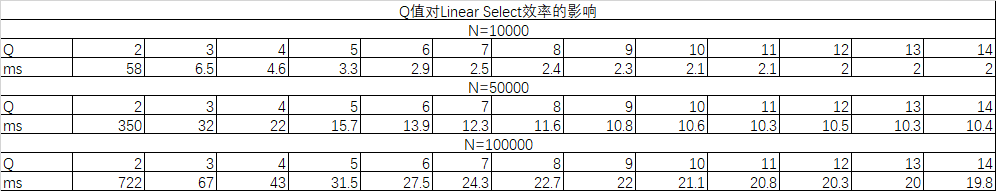 Q值对Linear Select效率的影响
N=10000
Q 2 3 4 5 6 7 8 9 10 11 12 13 14
ms 58 6.5 4.6 3.3 2.9 2.5 2.4 2.3 2.1 2.1 2 2 2
N=50000
Q 2 3 4 5 6 7 8 9 10 11 12 13 14
ms 350 32 22 15.7 13.9 12.3 11.6 10.8 10.6 10.3 10.5 10.3 10.4
N=100000
Q 2 3 4 5 6 7 8 9 10 11 12 13 14
ms 722 67 43 31.5 27.5 24.3 22.7 22 21.1 20.8 20.3 20 19.8